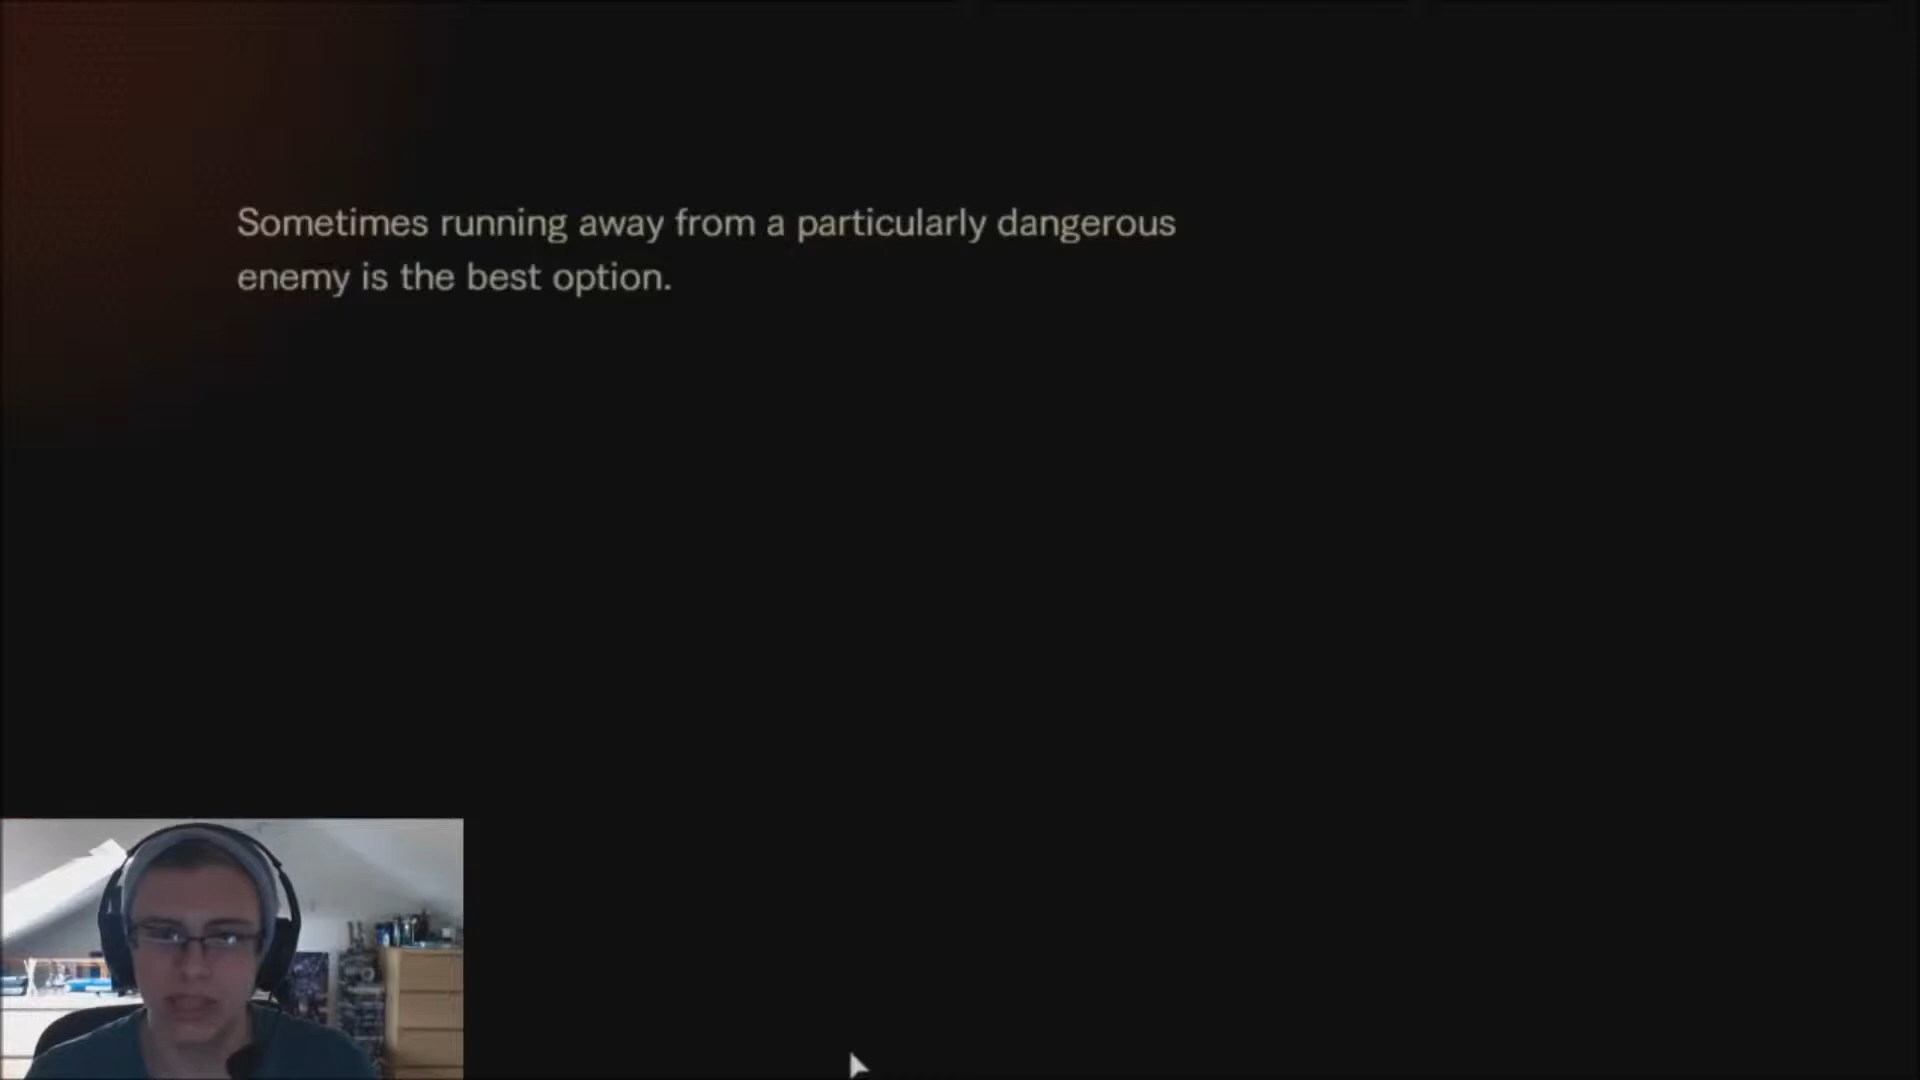 Sometimes running away from a particularly dangerous
enemy is the best option.